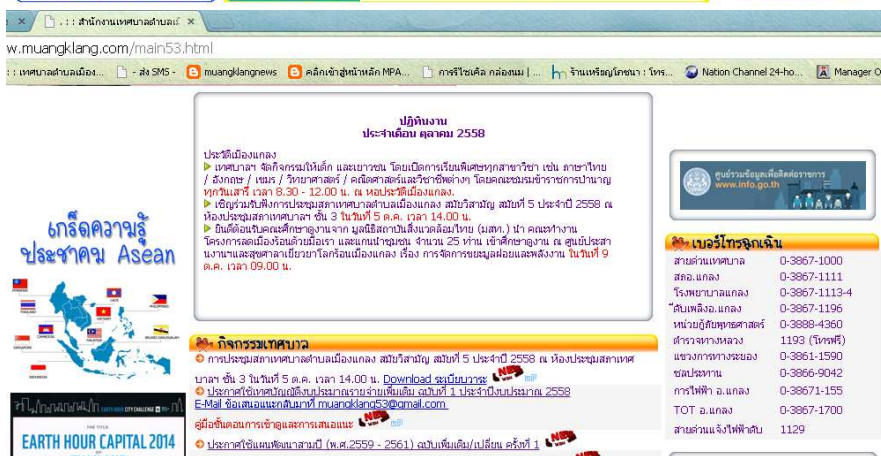 .: :: สำนักงานเทศบาลตำบลเมื
w.muangklang.com/main53.html
: : เทศบาลตำบลเมือง...
- ส่ง SMS -
muangklangnews
คลิกเข้าสู่หน้าหลัก MPA...
การรีไซเคิล กล่องนม | ...
ร้านเหรียญโภชนา : โทร...
Nation Channel 24-ho...
Manager O
ปฏิทินงาน
ประจำเดือน ตุลาคม 2558
ประวัติเมืองแกลง
เทศบาลฯ จัดกิจกรรมให้เด็ก และเยาวชน โดยเปิดการเรียนพิเศษทุกสาขาวิชา เช่น ภาษาไทย
/ อังกฤษ / เขมร / วิทยาศาสตร์ / คณิตศาสตร์และวิชาชีพต่างๆ โดยคณะชมรมข้าราชการบำนาญ
ทุกวันเสาร์ เวลา 8.30 - 12.00 น. ณ หอประวัติเมืองแกลง.
เชิญร่วมรับฟังการประชุมสภาเทศบาลตำบลเมืองแกลง สมัยวิสามัญ สมัยที่ 5 ประจำปี 2558 ณ
ห้องประชุมสภาเทศบาลฯ ชั้น 3 ในวันที่ 5 ต.ค. เวลา 14.00 น.
ยินดีต้อนรับคณะศึกษาดูงานจาก มูลนิธิสถาบันสิ่งแวดล้อมไทย (มสท.) นำ คณะทำงาน
โครงการลดเมืองร้อนด้วยมือเรา และแกนนำชุมชน จำนวน 25 ท่าน เข้าศึกษาดูงาน ณ ศูนย์ประสา
นงานฯและสุขศาลาเยียวยาโลกร้อนเมืองแกลง เรื่อง การจัดการขยะมูลฝอยและพลังงาน ในวันที่ 9
ต.ค. เวลา 09.00 น.
เกร็ดความรู้
ประชาคม Asean
EARTH HOUR CITY CHALLENGE
THE TITLE
EARTH HOUR CAPITAL 2014
กิจกรรมเทศบาล
การประชุมสภาเทศบาลตำบลเมืองแกลง สมัยวิสามัญ สมัยที่ 5 ประจำปี 2558 ณ ห้องประชุมสภาเทศ
บาลฯ ชั้น 3 ในวันที่ 5 ต.ค. เวลา 14.00 น. Download ระเบียบวาระ NEW
ประกาศใช้เทศบัญญัติงบประมาณรายจ่ายเพิ่มเติม ฉบับที่ 1 ประจำปีงบประมาณ 2558
E-Mail ข้อเสนอแนะกลับมาที่ muangklang53@gmail.com
คู่มือขั้นตอนการเข้าดูและการเสนอแนะ NEW
ประกาศใช้แผนพัฒนาสามปี (พ.ศ.2559 - 2561) ฉบับเพิ่มเติม/เปลี่ยน ครั้งที่ 1 NEW
ศูนย์รวมข้อมูลเพื่อติดต่อราชการ
www.info.go.th
เบอร์โทรฉุกเฉิน
สายด่วนเทศบาล 0-3867-1000
สภอ.แกลง 0-3867-1111
โรงพยาบาลแกลง 0-3867-1113-4
ดับเพลิงอ.แกลง 0-3867-1196
หน่วยกู้ภัยพุทธศาสตร์ 0-3888-4360
ตำรวจทางหลวง 1193 (โทรฟรี)
แขวงการทางระยอง 0-3861-1590
ชลประทาน 0-3866-9042
การไฟฟ้า อ.แกลง 0-38671-155
TOT อ.แกลง 0-3867-1700
สายด่วนแจ้งไฟฟ้าดับ 1129